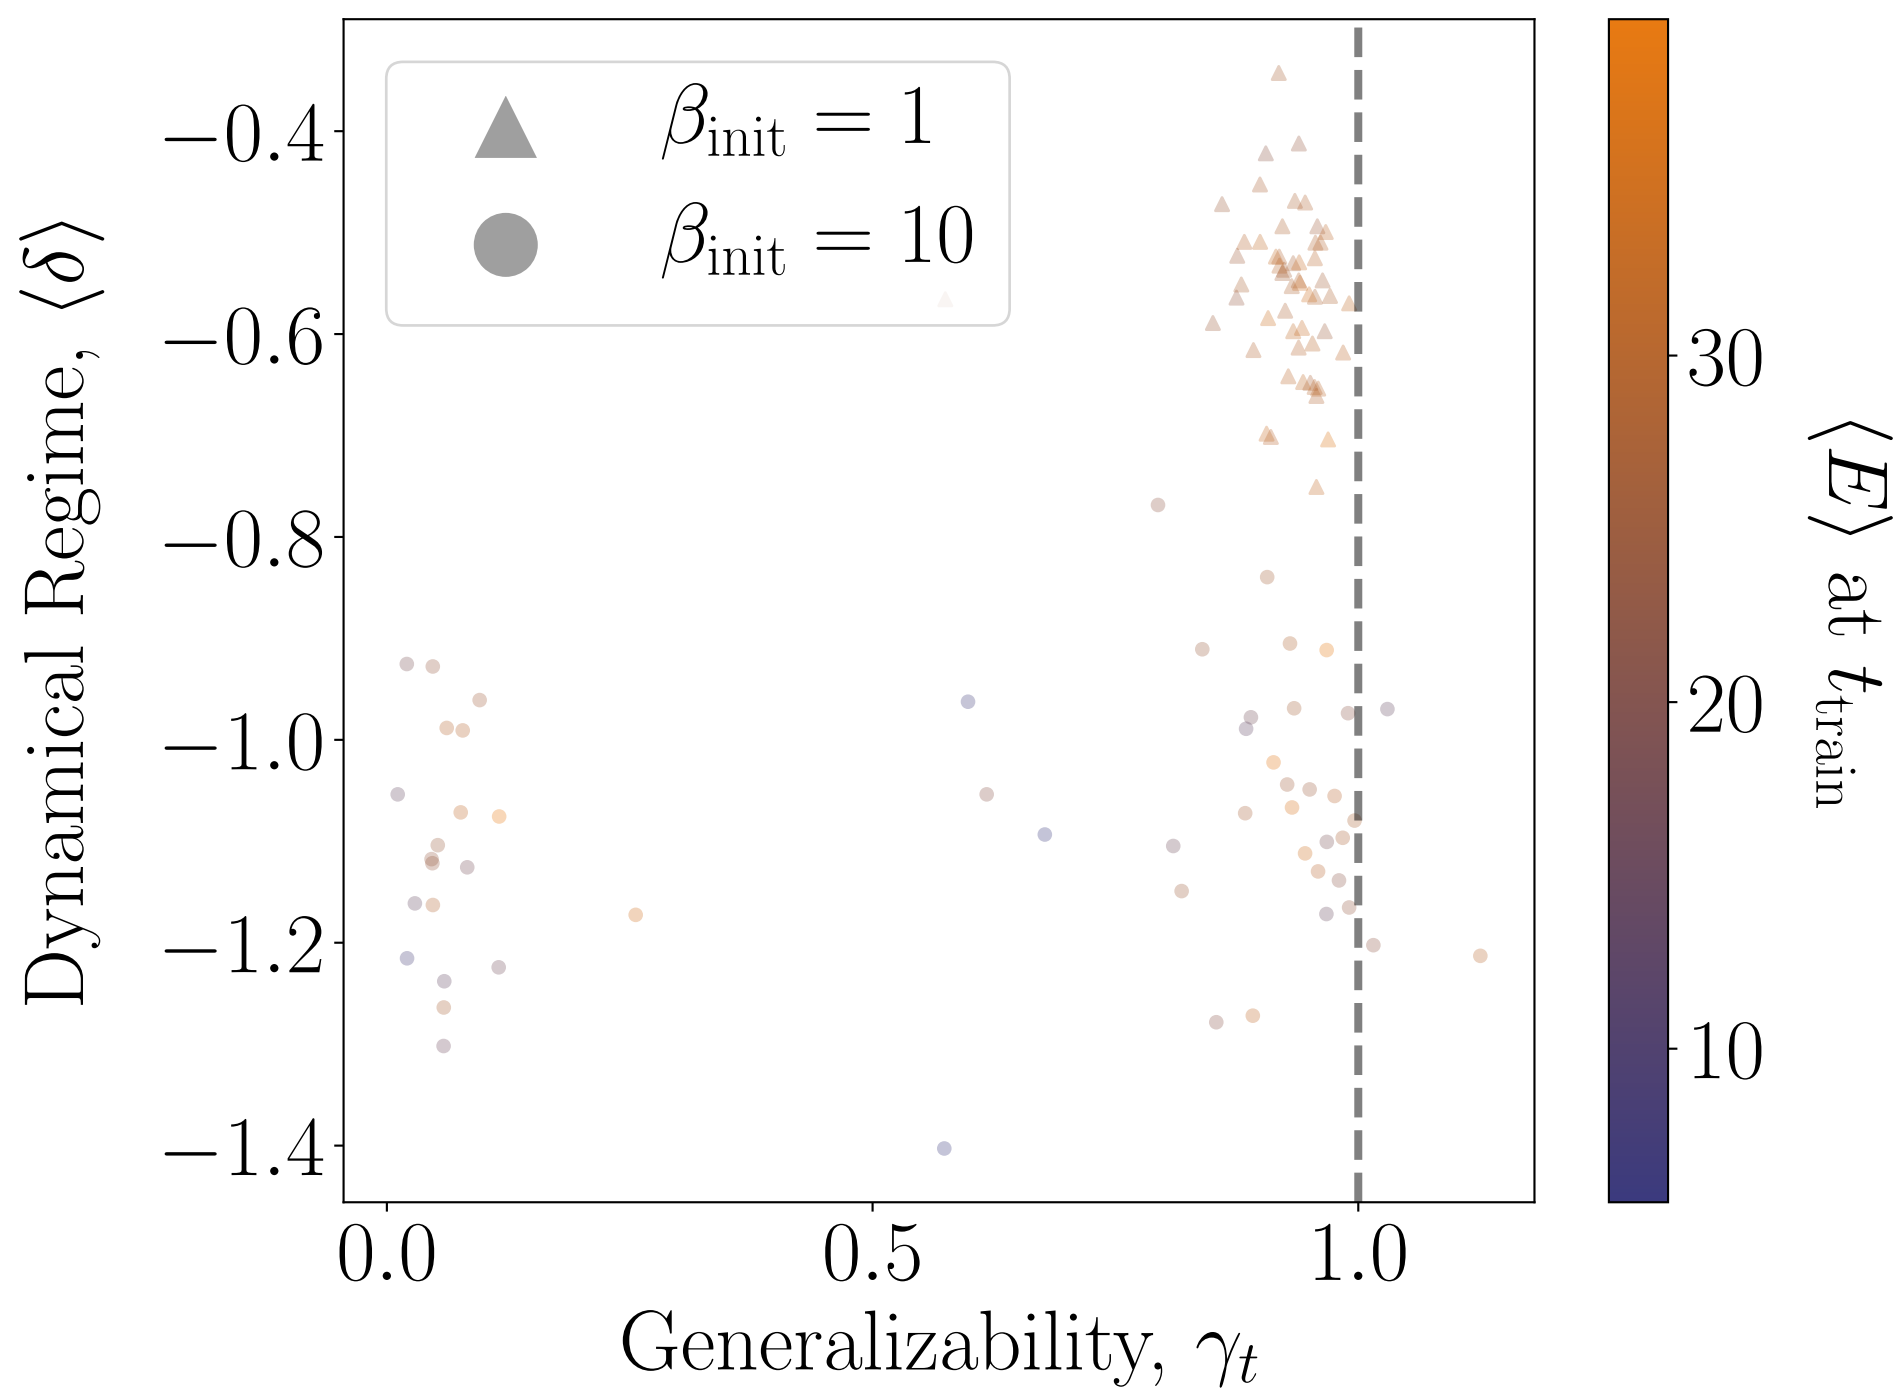 β_init = 1
β_init = 10
−0.4
−0.6
−0.8
−1.0
−1.2
−1.4
Dynamical Regime, ⟨δ⟩
0.0 0.5 1.0
Generalizability, γ_t
30
20
10
⟨E⟩ at t_train